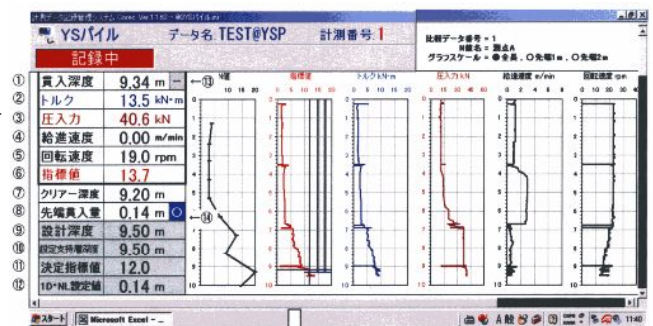 YSパイル データ名 TEST@YSP 計測番号 1
比較データ番号 = 1
N値名 = 測点A
グラフスケール = ●全長, ○先端1m, ○先端2m
記録中
① 貫入深度 9.34 m - ←⑬
② トルク 13.5 kN・m
③ 圧入力 40.6 kN
④ 給進速度 0.00 m/min
⑤ 回転速度 19.0 rpm
⑥ 指標値 13.7
⑦ クリアー深度 9.20 m
⑧ 先端貫入量 0.14 m ○ ←⑭
⑨ 設計深度 9.50 m
⑩ 設定支持層深度 9.50 m
⑪ 決定指標値 12.0
⑫ 1D*NL設定値 0.14 m
N値 指標値 トルク kN・m 圧入力 kN 給進速度 m/min 回転速度 rpm
スタート Microsoft Excel - ... A 般 11:40